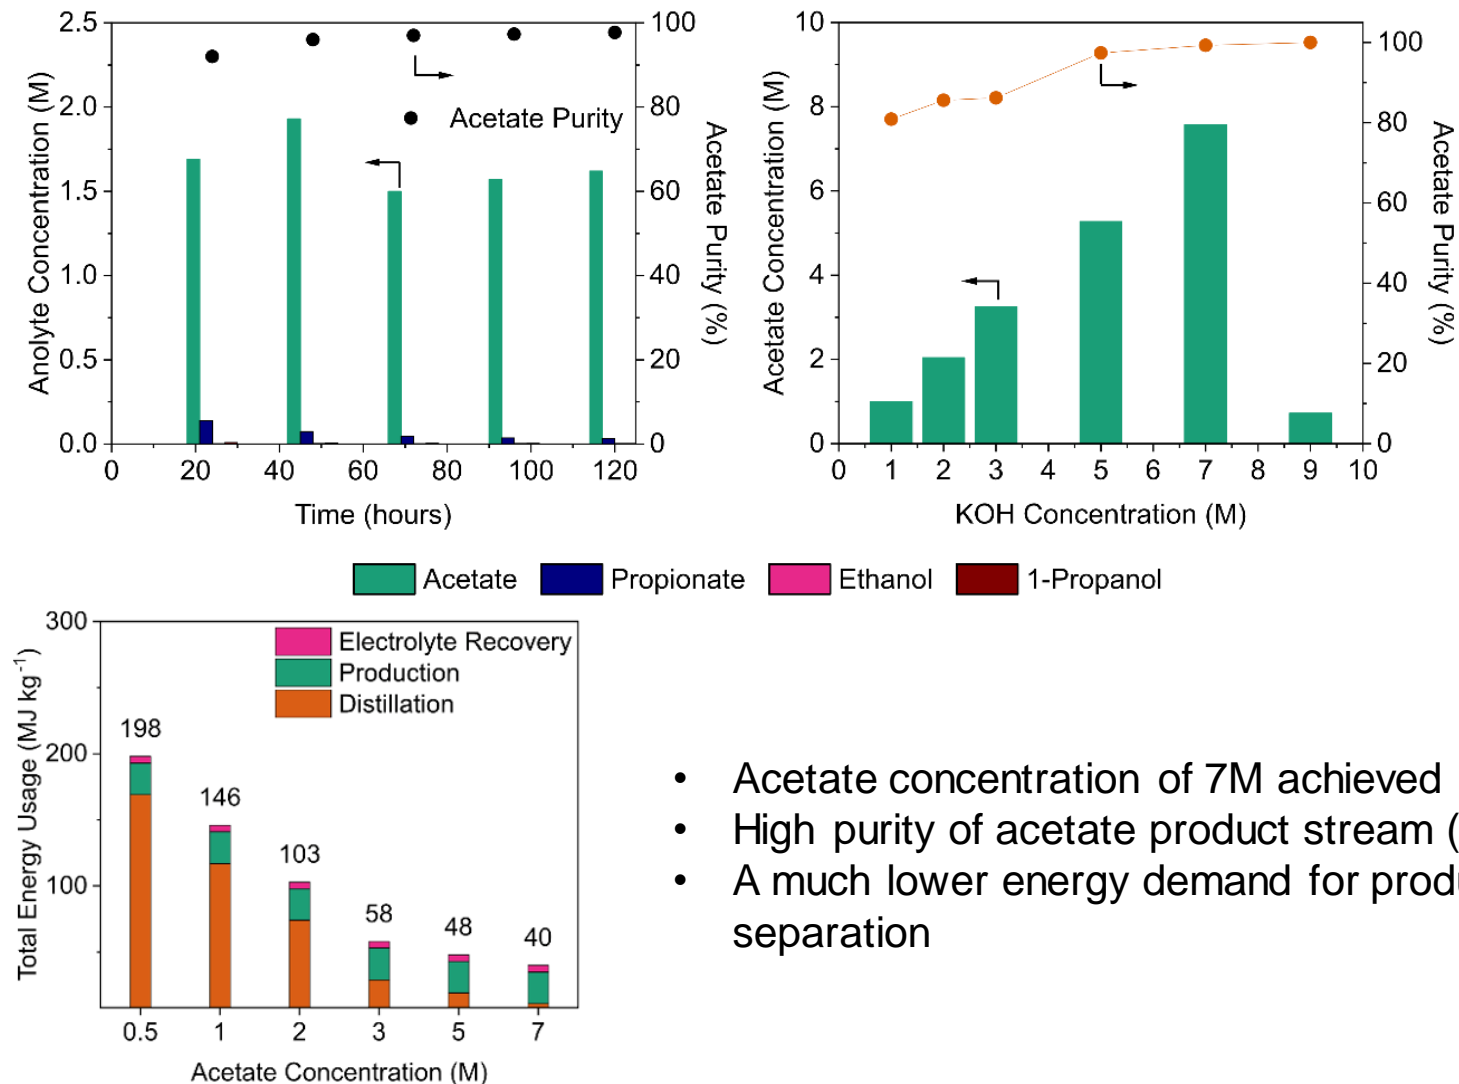 2.5
2.0
1.5
1.0
0.5
0.0
Anolyte Concentration (M)
100
80
60
40
20
0
Acetate Purity (%)
Acetate Purity
0 20 40 60 80 100 120
Time (hours)
10
8
6
4
2
0
Acetate Concentration (M)
100
80
60
40
20
0
Acetate Purity (%)
0 1 2 3 4 5 6 7 8 9 10
KOH Concentration (M)
Acetate Propionate Ethanol 1-Propanol
300
200
100
Total Energy Usage (MJ kg⁻¹)
Electrolyte Recovery
Production
Distillation
198
146
103
58
48
40
0.5 1 2 3 5 7
Acetate Concentration (M)
• Acetate concentration of 7M achieved
• High purity of acetate product stream (
• A much lower energy demand for
separation